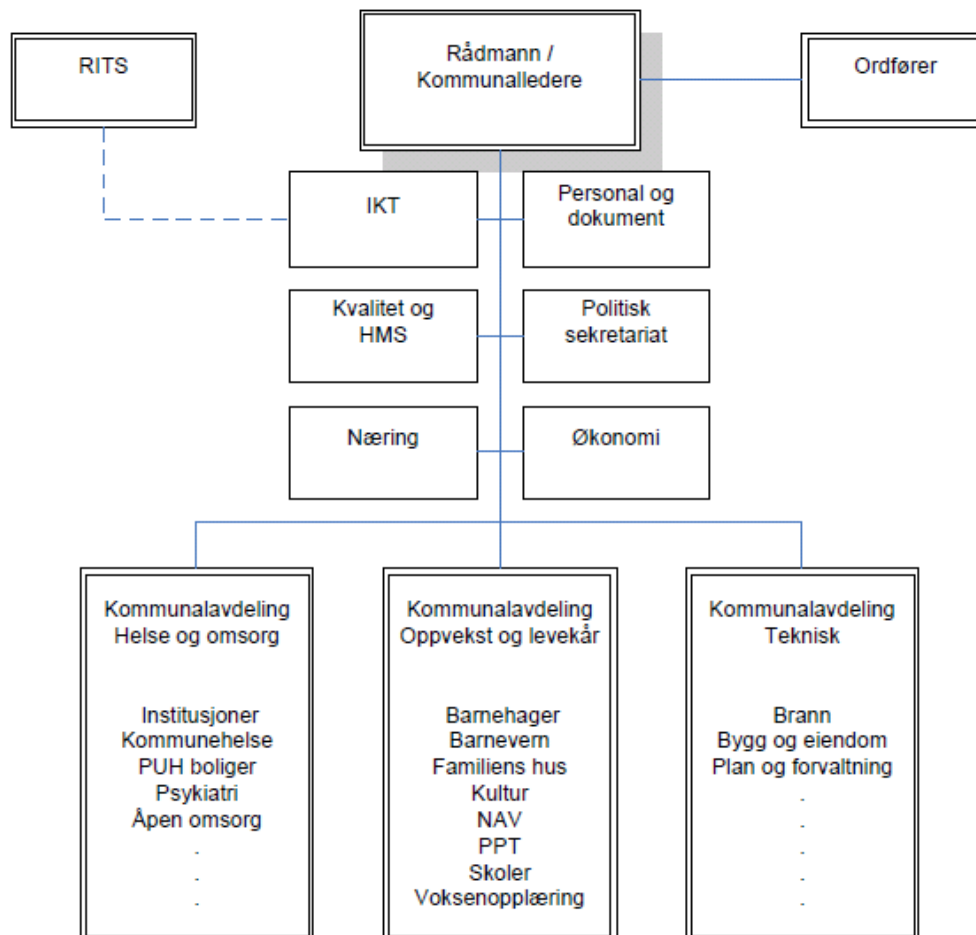 RITS
Rådmann /
Kommunalledere
Ordfører
IKT
Personal og
dokument
Kvalitet og
HMS
Politisk
sekretariat
Næring
Økonomi
Kommunalavdeling
Helse og omsorg
Institusjoner
Kommunehelse
PUH boliger
Psykiatri
Åpen omsorg
.
.
.
Kommunalavdeling
Oppvekst og levekår
Barnehager
Barnevern
Familiens hus
Kultur
NAV
PPT
Skoler
Voksenopplæring
Kommunalavdeling
Teknisk
Brann
Bygg og eiendom
Plan og forvaltning
.
.
.
.
.